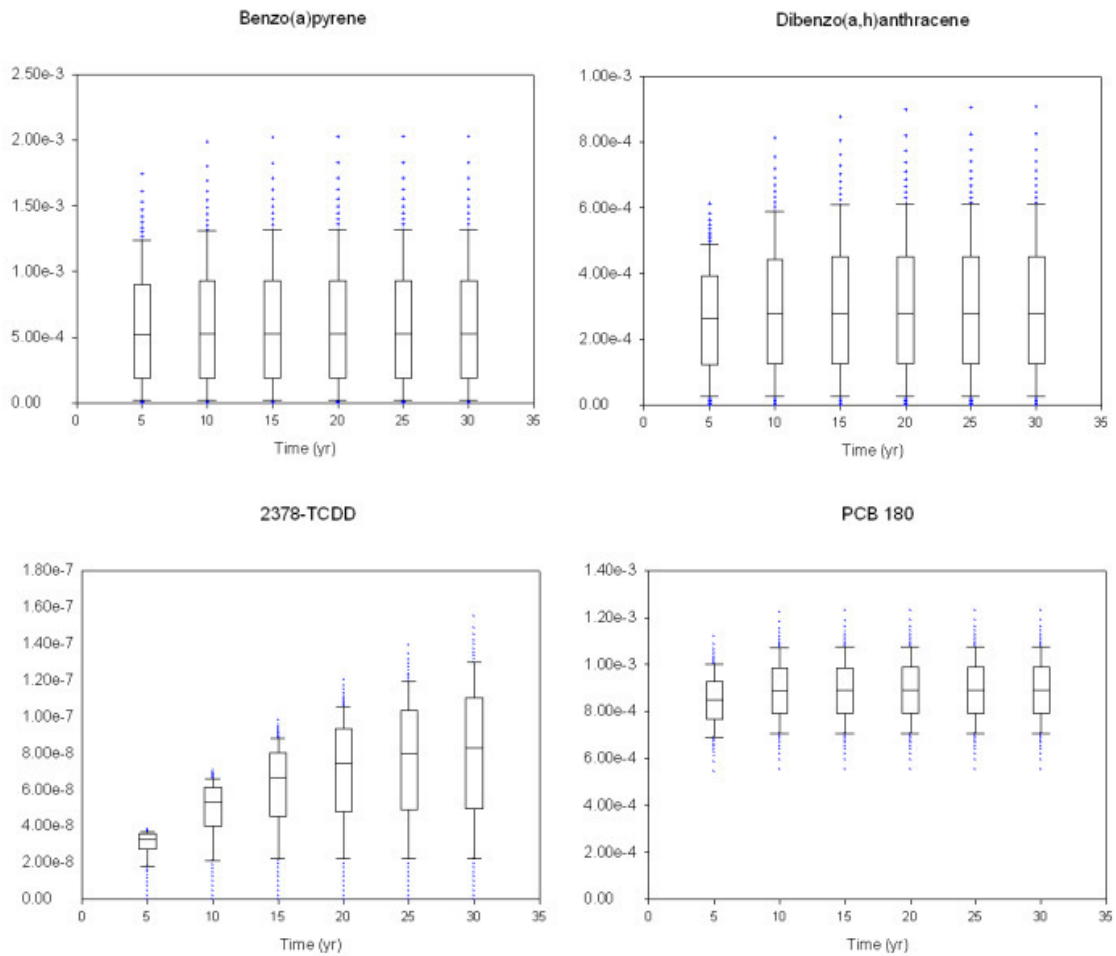 Benzo(a)pyrene
2.50e-3
2.00e-3
1.50e-3
1.00e-3
5.00e-4
0.00
0 5 10 15 20 25 30 35
Time (yr)
Dibenzo(a,h)anthracene
1.00e-3
8.00e-4
6.00e-4
4.00e-4
2.00e-4
0.00
0 5 10 15 20 25 30 35
Time (yr)
2378-TCDD
1.80e-7
1.60e-7
1.40e-7
1.20e-7
1.00e-7
8.00e-8
6.00e-8
4.00e-8
2.00e-8
0.00
0 5 10 15 20 25 30 35
Time (yr)
PCB 180
1.40e-3
1.20e-3
1.00e-3
8.00e-4
6.00e-4
4.00e-4
2.00e-4
0.00
0 5 10 15 20 25 30 35
Time (yr)